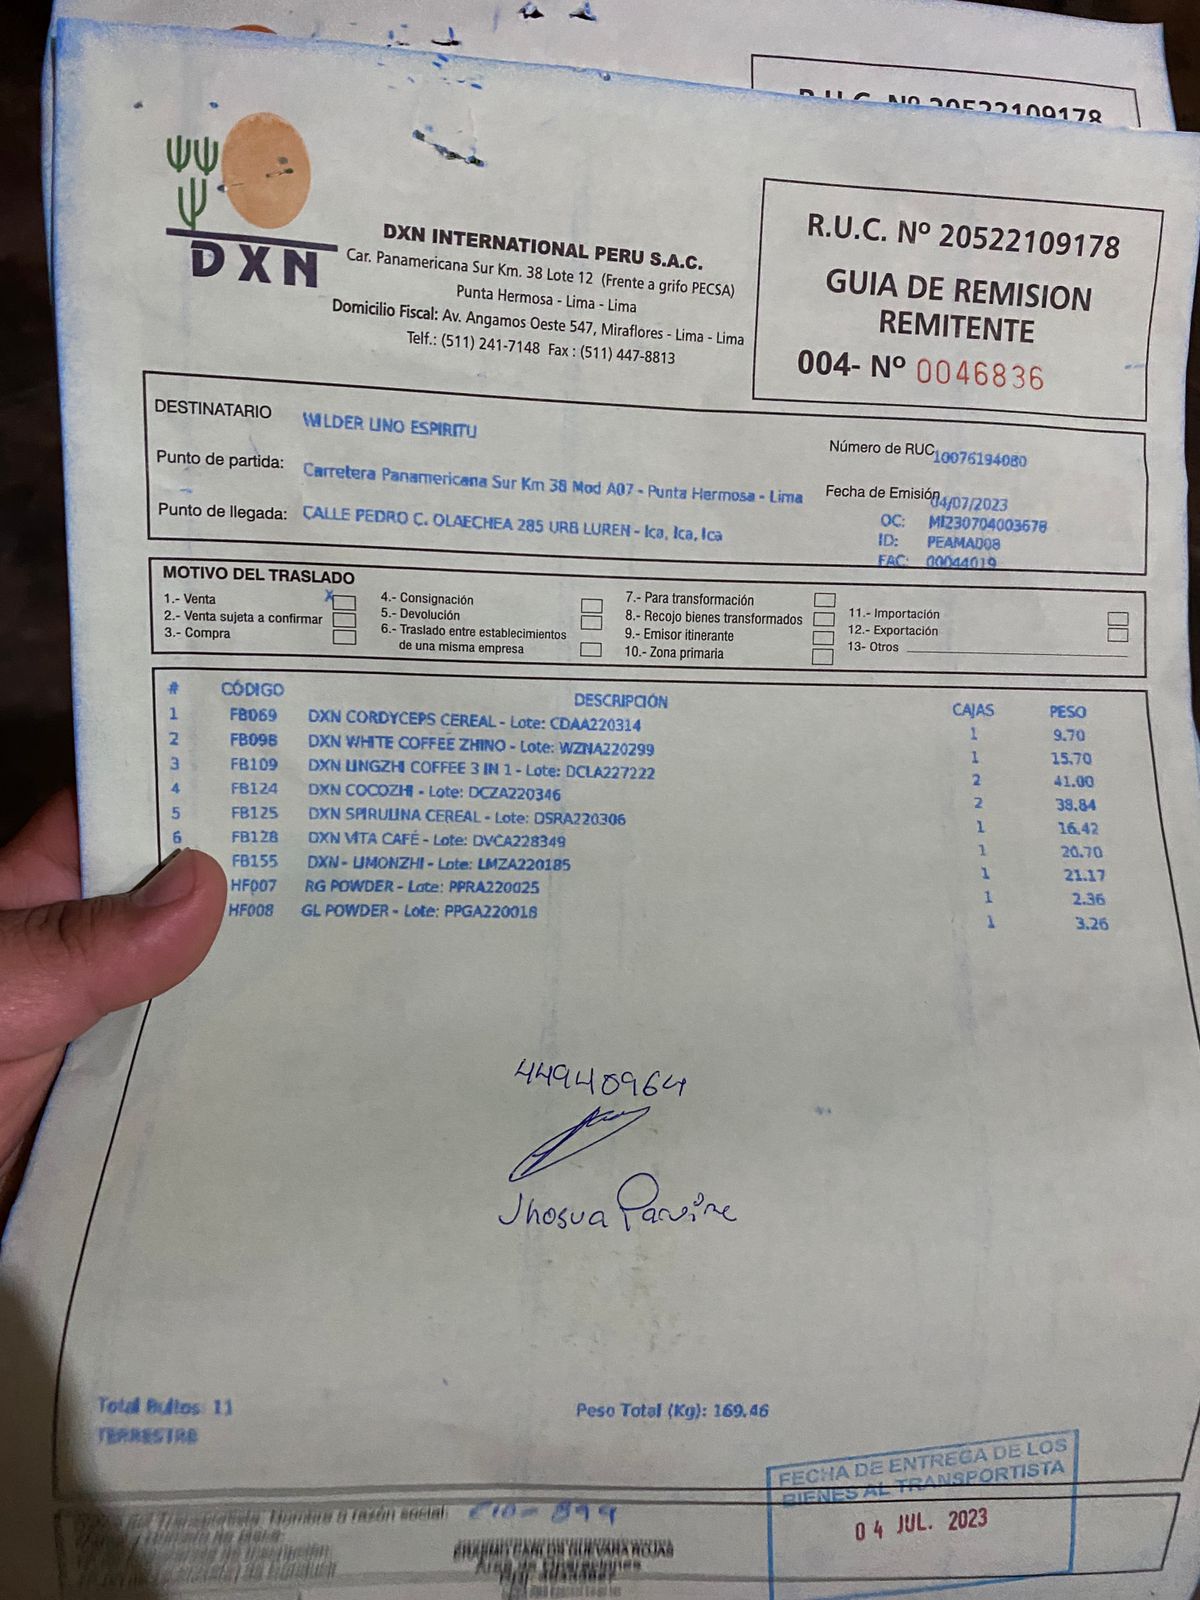 R.U.C. Nº 20522109178
DXN
DXN INTERNATIONAL PERU S.A.C.
Car. Panamericana Sur Km. 38 Lote 12 (Frente a grifo PECSA)
Punta Hermosa - Lima - Lima
Domicilio Fiscal: Av. Angamos Oeste 547, Miraflores - Lima - Lima
Telf.: (511) 241-7148 Fax : (511) 447-8813
R.U.C. Nº 20522109178
GUIA DE REMISION
REMITENTE
004- Nº 0046836
DESTINATARIO WILDER LINO ESPIRITU
Número de RUC 10076194080
Punto de partida: Carretera Panamericana Sur Km 38 Mod A07 - Punta Hermosa - Lima
Fecha de Emisión 04/07/2023
Punto de llegada: CALLE PEDRO C. OLAECHEA 285 URB LUREN - Ica, Ica, Ica
OC: MI230704003678
ID: PEAMAD08
FAC: 00044019
MOTIVO DEL TRASLADO
1.- Venta X
2.- Venta sujeta a confirmar
3.- Compra
4.- Consignación
5.- Devolución
6.- Traslado entre establecimientos
de una misma empresa
7.- Para transformación
8.- Recojo bienes transformados
9.- Emisor itinerante
10.- Zona primaria
11.- Importación
12.- Exportación
13- Otros
# CÓDIGO DESCRIPCIÓN CAJAS PESO
1 FB069 DXN CORDYCEPS CEREAL - Lote: CDAA220314 1 9.70
2 FB098 DXN WHITE COFFEE ZHINO - Lote: WZNA220299 1 15.70
3 FB109 DXN LINGZHI COFFEE 3 IN 1 - Lote: DCLA227222 2 41.00
4 FB124 DXN COCOZHI - Lote: DCZA220346 2 38.84
5 FB125 DXN SPIRULINA CEREAL - Lote: DSRA220306 1 16.42
6 FB128 DXN VITA CAFÉ - Lote: DVCA228349 1 20.70
FB155 DXN - LIMONZHI - Lote: LMZA220185 1 21.17
HF007 RG POWDER - Lote: PPRA220025 1 2.36
HF008 GL POWDER - Lote: PPGA220018 1 3.26
44940964
Jhosua
Total Bultos: 11
Peso Total (Kg): 169.46
TERRESTRE
FECHA DE ENTREGA DE LOS
BIENES AL TRANSPORTISTA
04 JUL. 2023